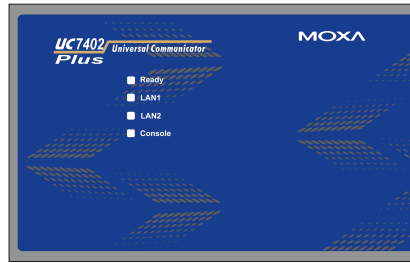 MOXA
UC7402 Universal Communicator
Plus
Ready
LAN1
LAN2
Console